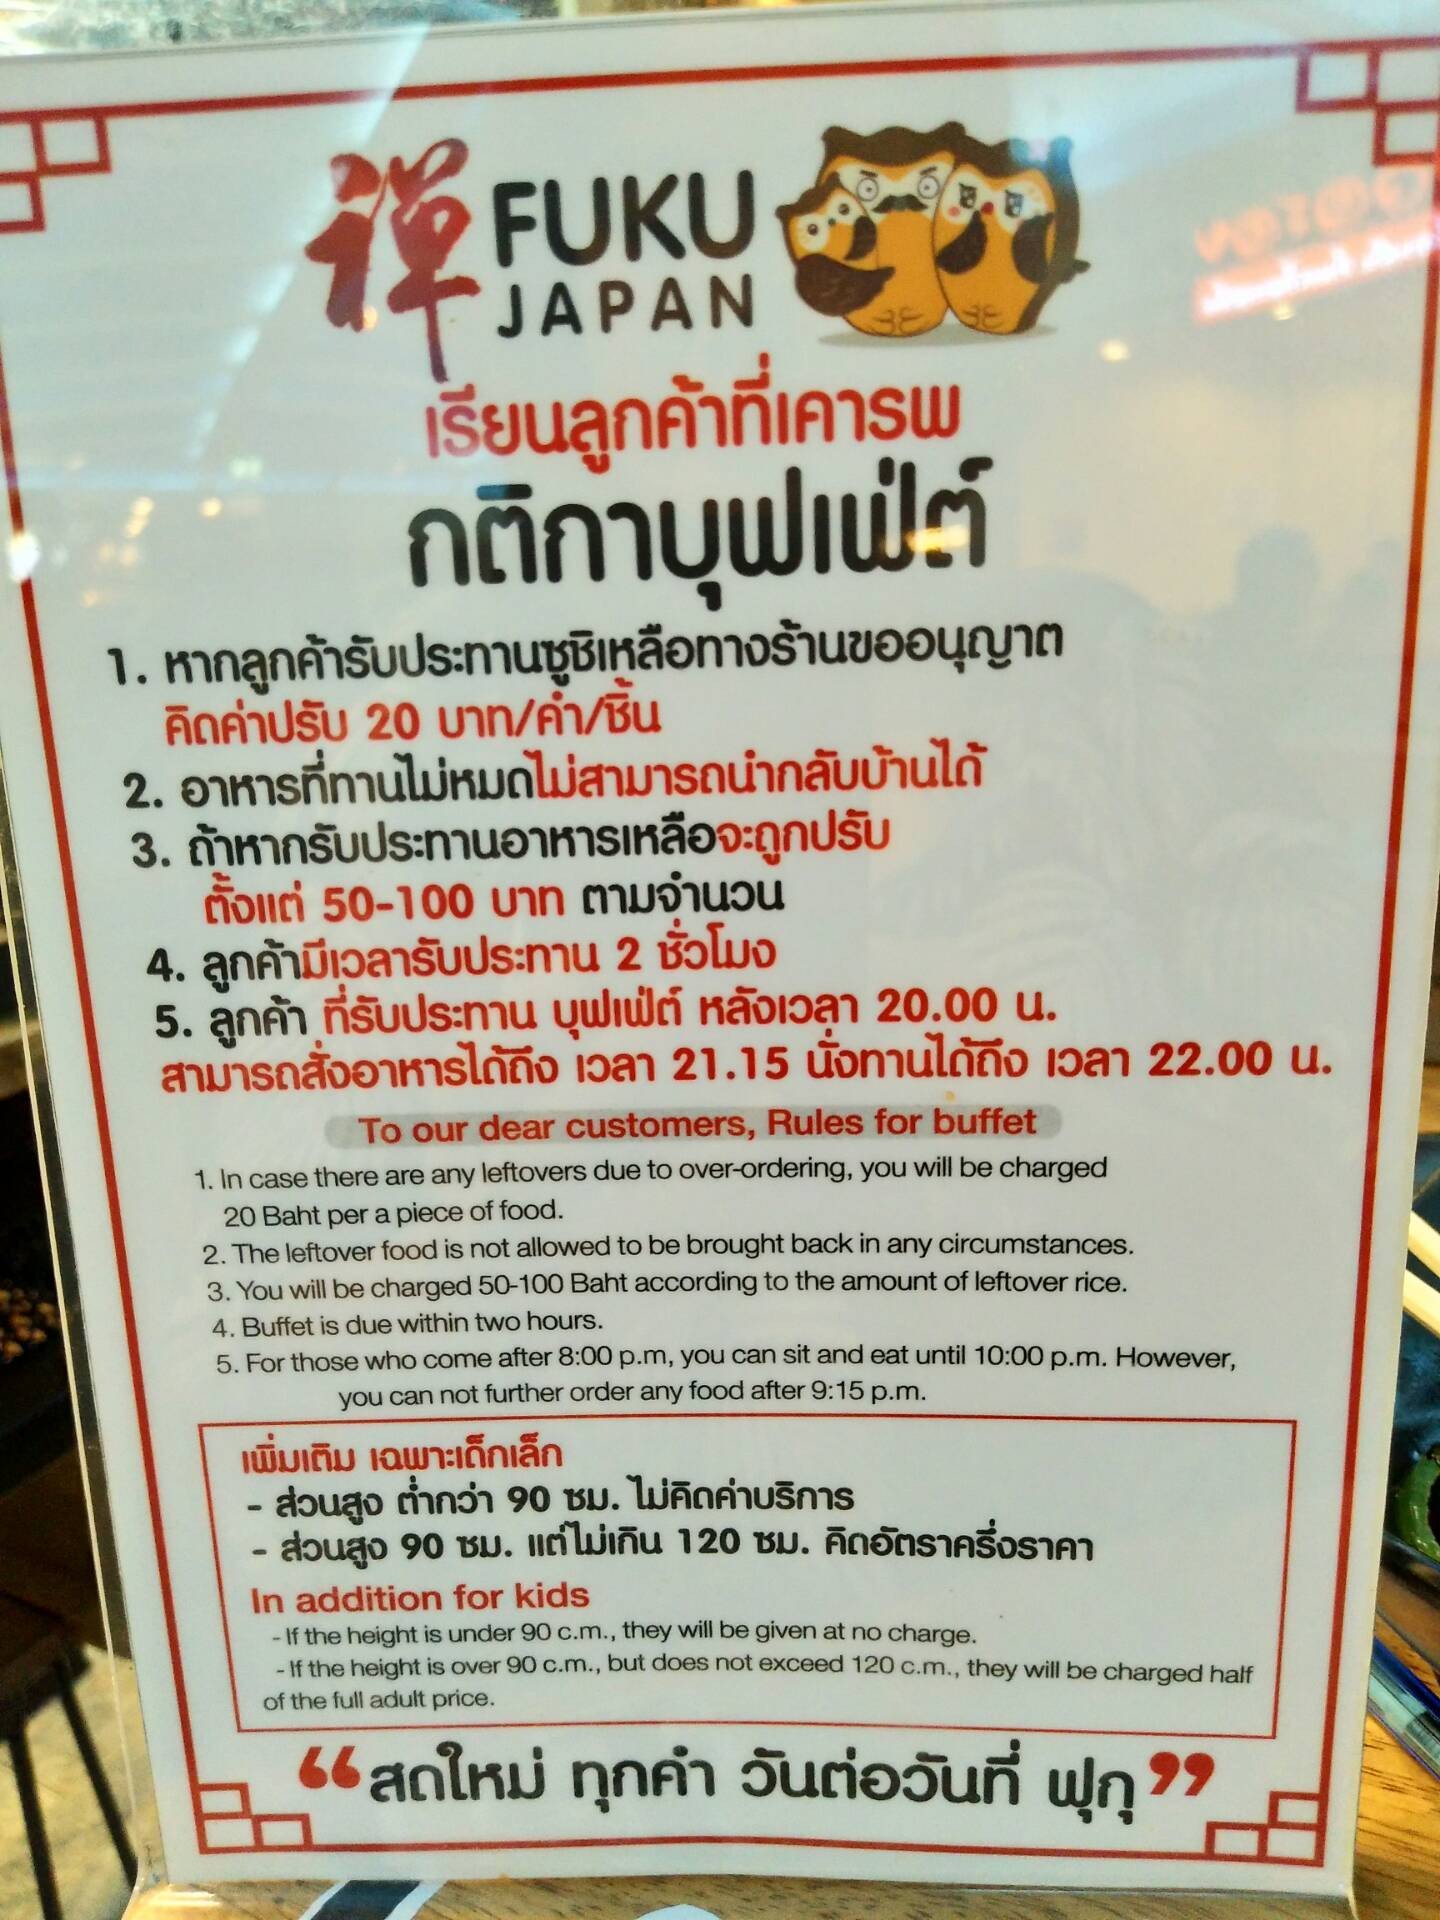 禅 FUKU
JAPAN
เรียนลูกค้าที่เคารพ
กติกาบุฟเฟ่ต์
1. หากลูกค้ารับประทานซูชิเหลือทางร้านขออนุญาต
คิดค่าปรับ 20 บาท/คำ/ชิ้น
2. อาหารที่ทานไม่หมดไม่สามารถนำกลับบ้านได้
3. ถ้าหากรับประทานอาหารเหลือจะถูกปรับ
ตั้งแต่ 50-100 บาท ตามจำนวน
4. ลูกค้ามีเวลารับประทาน 2 ชั่วโมง
5. ลูกค้า ที่รับประทาน บุฟเฟ่ต์ หลังเวลา 20.00 น.
สามารถสั่งอาหารได้ถึง เวลา 21.15 นั่งทานได้ถึง เวลา 22.00 น.
To our dear customers, Rules for buffet
1. In case there are any leftovers due to over-ordering, you will be charged
20 Baht per a piece of food.
2. The leftover food is not allowed to be brought back in any circumstances.
3. You will be charged 50-100 Baht according to the amount of leftover rice.
4. Buffet is due within two hours.
5. For those who come after 8:00 p.m, you can sit and eat until 10:00 p.m. However,
you can not further order any food after 9:15 p.m.
เพิ่มเติม เฉพาะเด็กเล็ก
- ส่วนสูง ต่ำกว่า 90 ซม. ไม่คิดค่าบริการ
- ส่วนสูง 90 ซม. แต่ไม่เกิน 120 ซม. คิดอัตราครึ่งราคา
In addition for kids
- If the height is under 90 c.m., they will be given at no charge.
- If the height is over 90 c.m., but does not exceed 120 c.m., they will be charged half
of the full adult price.
“สดใหม่ ทุกคำ วันต่อวันที่ ฟุกุ”